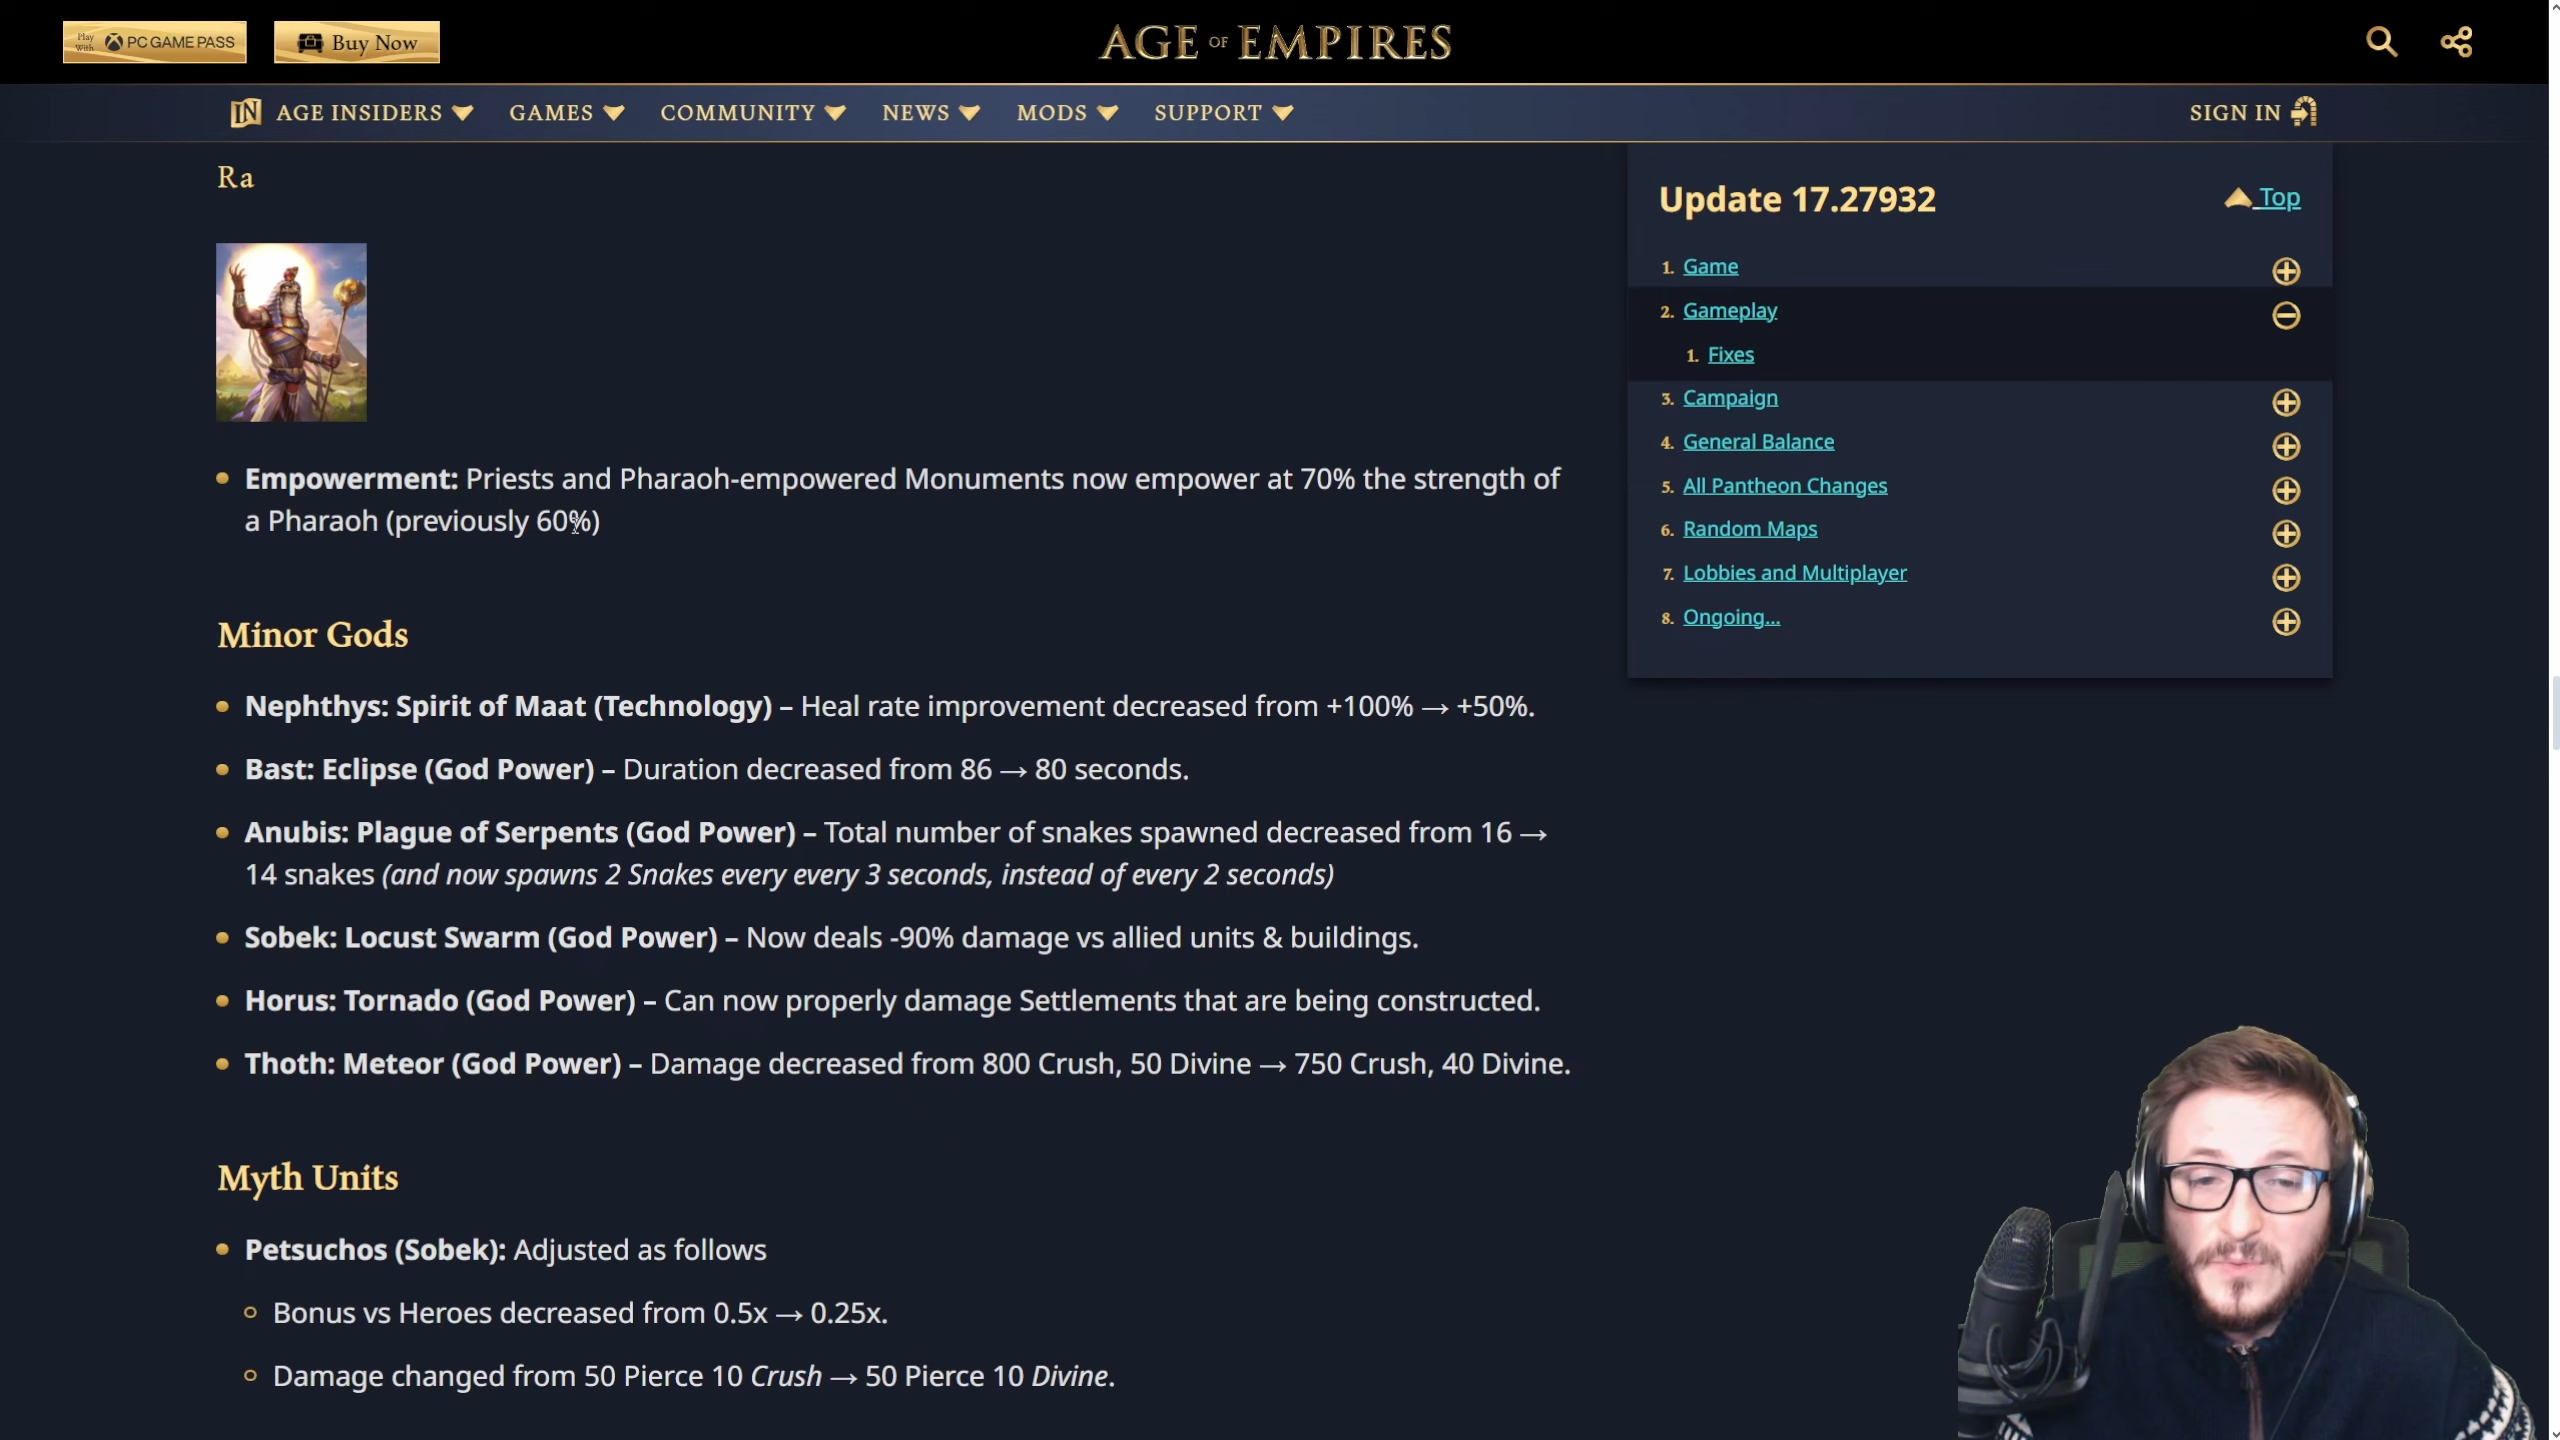 Play With PC GAME PASS
Buy Now
AGE OF EMPIRES
IN AGE INSIDERS GAMES COMMUNITY NEWS MODS SUPPORT SIGN IN
Ra
Empowerment: Priests and Pharaoh-empowered Monuments now empower at 70% the strength of
a Pharaoh (previously 60%)
Minor Gods
Nephthys: Spirit of Maat (Technology) – Heal rate improvement decreased from +100% → +50%.
Bast: Eclipse (God Power) – Duration decreased from 86 → 80 seconds.
Anubis: Plague of Serpents (God Power) – Total number of snakes spawned decreased from 16 →
14 snakes (and now spawns 2 Snakes every every 3 seconds, instead of every 2 seconds)
Sobek: Locust Swarm (God Power) – Now deals -90% damage vs allied units & buildings.
Horus: Tornado (God Power) – Can now properly damage Settlements that are being constructed.
Thoth: Meteor (God Power) – Damage decreased from 800 Crush, 50 Divine → 750 Crush, 40 Divine.
Myth Units
Petsuchos (Sobek): Adjusted as follows
Bonus vs Heroes decreased from 0.5x → 0.25x.
Damage changed from 50 Pierce 10 Crush → 50 Pierce 10 Divine.
Update 17.27932
Top
1. Game
2. Gameplay
1. Fixes
3. Campaign
4. General Balance
5. All Pantheon Changes
6. Random Maps
7. Lobbies and Multiplayer
8. Ongoing...